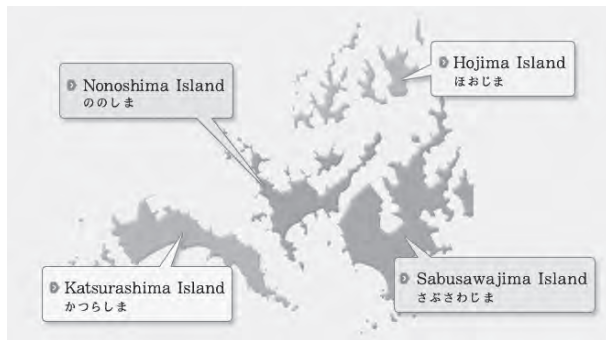 Hojima Island
ほおじま
Nonoshima Island
ののしま
Katsurashima Island
かつらしま
Sabusawajima Island
さぶさわじま